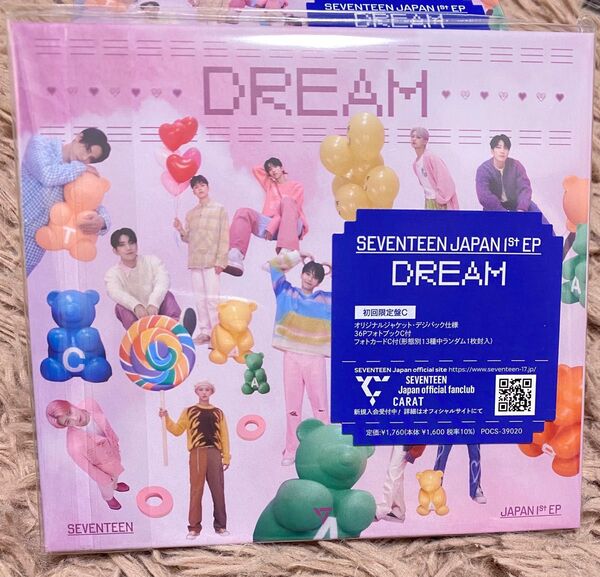 SEVENTEEN JAPAN 1St EP
DREAM
DREAM
SEVENTEEN JAPAN 1St EP
DREAM
初回限定盤C
オリジナルジャケット・デジパック仕様
36PフォトブックC付
フォトカードC付(形態別13種中ランダム1枚封入)
SEVENTEEN Japan official site https://www.seventeen-17.jp/
SEVENTEEN
Japan official fanclub
CARAT
新規入会受付中! 詳細はオフィシャルサイトにて
定価:¥1,760(本体 ¥1,600 税率10%) POCS-39020
T
C
A
A
A
SEVENTEEN
JAPAN 1St EP